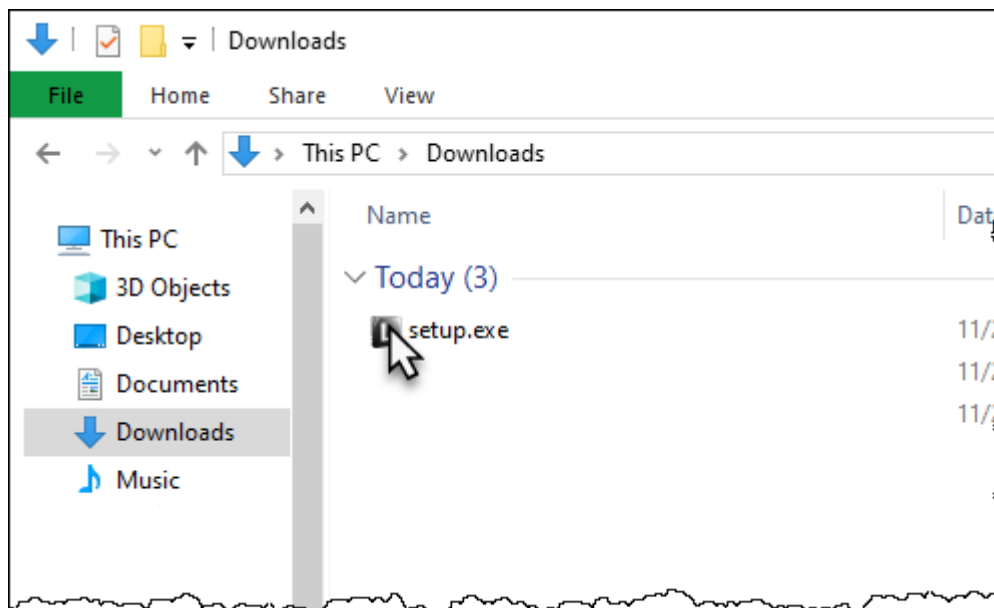 Downloads
File Home Share View
This PC > Downloads
Name
This PC
Today (3)
3D Objects
setup.exe
Desktop
Documents
Downloads
Music